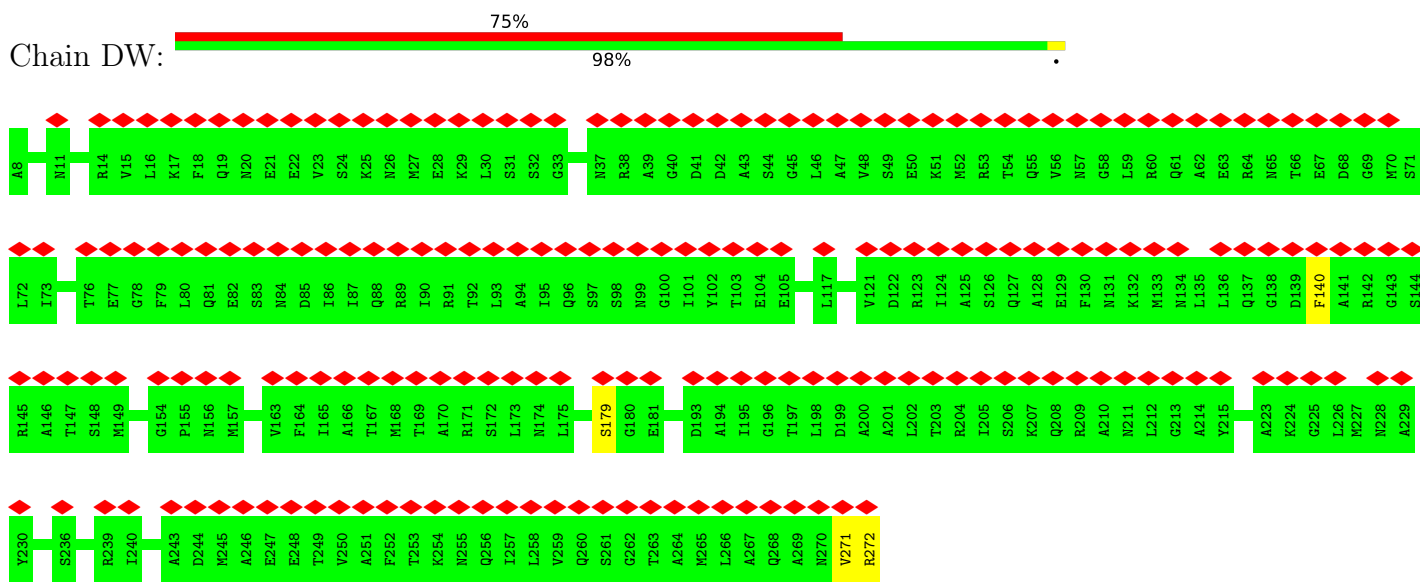 75%
Chain DW:
98% .
A8 N11 R14 V15 L16 K17 F18 Q19 N20 E21 E22 V23 S24 K25 N26 M27 E28 K29 L30 S31 S32 G33 N37 R38 A39 G40 D41 D42 A43 S44 G45 L46 A47 V48 S49 E50 K51 M52 R53 T54 Q55 V56 N57 G58 L59 R60 Q61 A62 E63 R64 N65 T66 E67 D68 G69 M70 S71
L72 I73 T76 E77 G78 F79 L80 Q81 E82 S83 N84 D85 I86 I87 Q88 R89 I90 R91 T92 L93 A94 I95 Q96 S97 S98 N99 G100 I101 Y102 T103 E104 E105 L117 V121 D122 R123 I124 A125 S126 Q127 A128 E129 F130 N131 K132 M133 N134 L135 L136 Q137 G138 D139 F140 A141 R142 G143 S144
R145 A146 T147 S148 M149 G154 P155 N156 M157 V163 F164 I165 A166 T167 M168 T169 A170 R171 S172 L173 N174 L175 S179 G180 E181 D193 A194 I195 G196 T197 L198 D199 A200 A201 L202 T203 R204 I205 S206 K207 Q208 R209 A210 N211 L212 G213 A214 Y215 A223 K224 G225 L226 M227 N228 A229
Y230 S236 R239 I240 A243 D244 M245 A246 E247 E248 T249 V250 A251 F252 T253 K254 N255 Q256 I257 L258 V259 Q260 S261 G262 T263 A264 M265 L266 A267 Q268 A269 N270 V271 R272